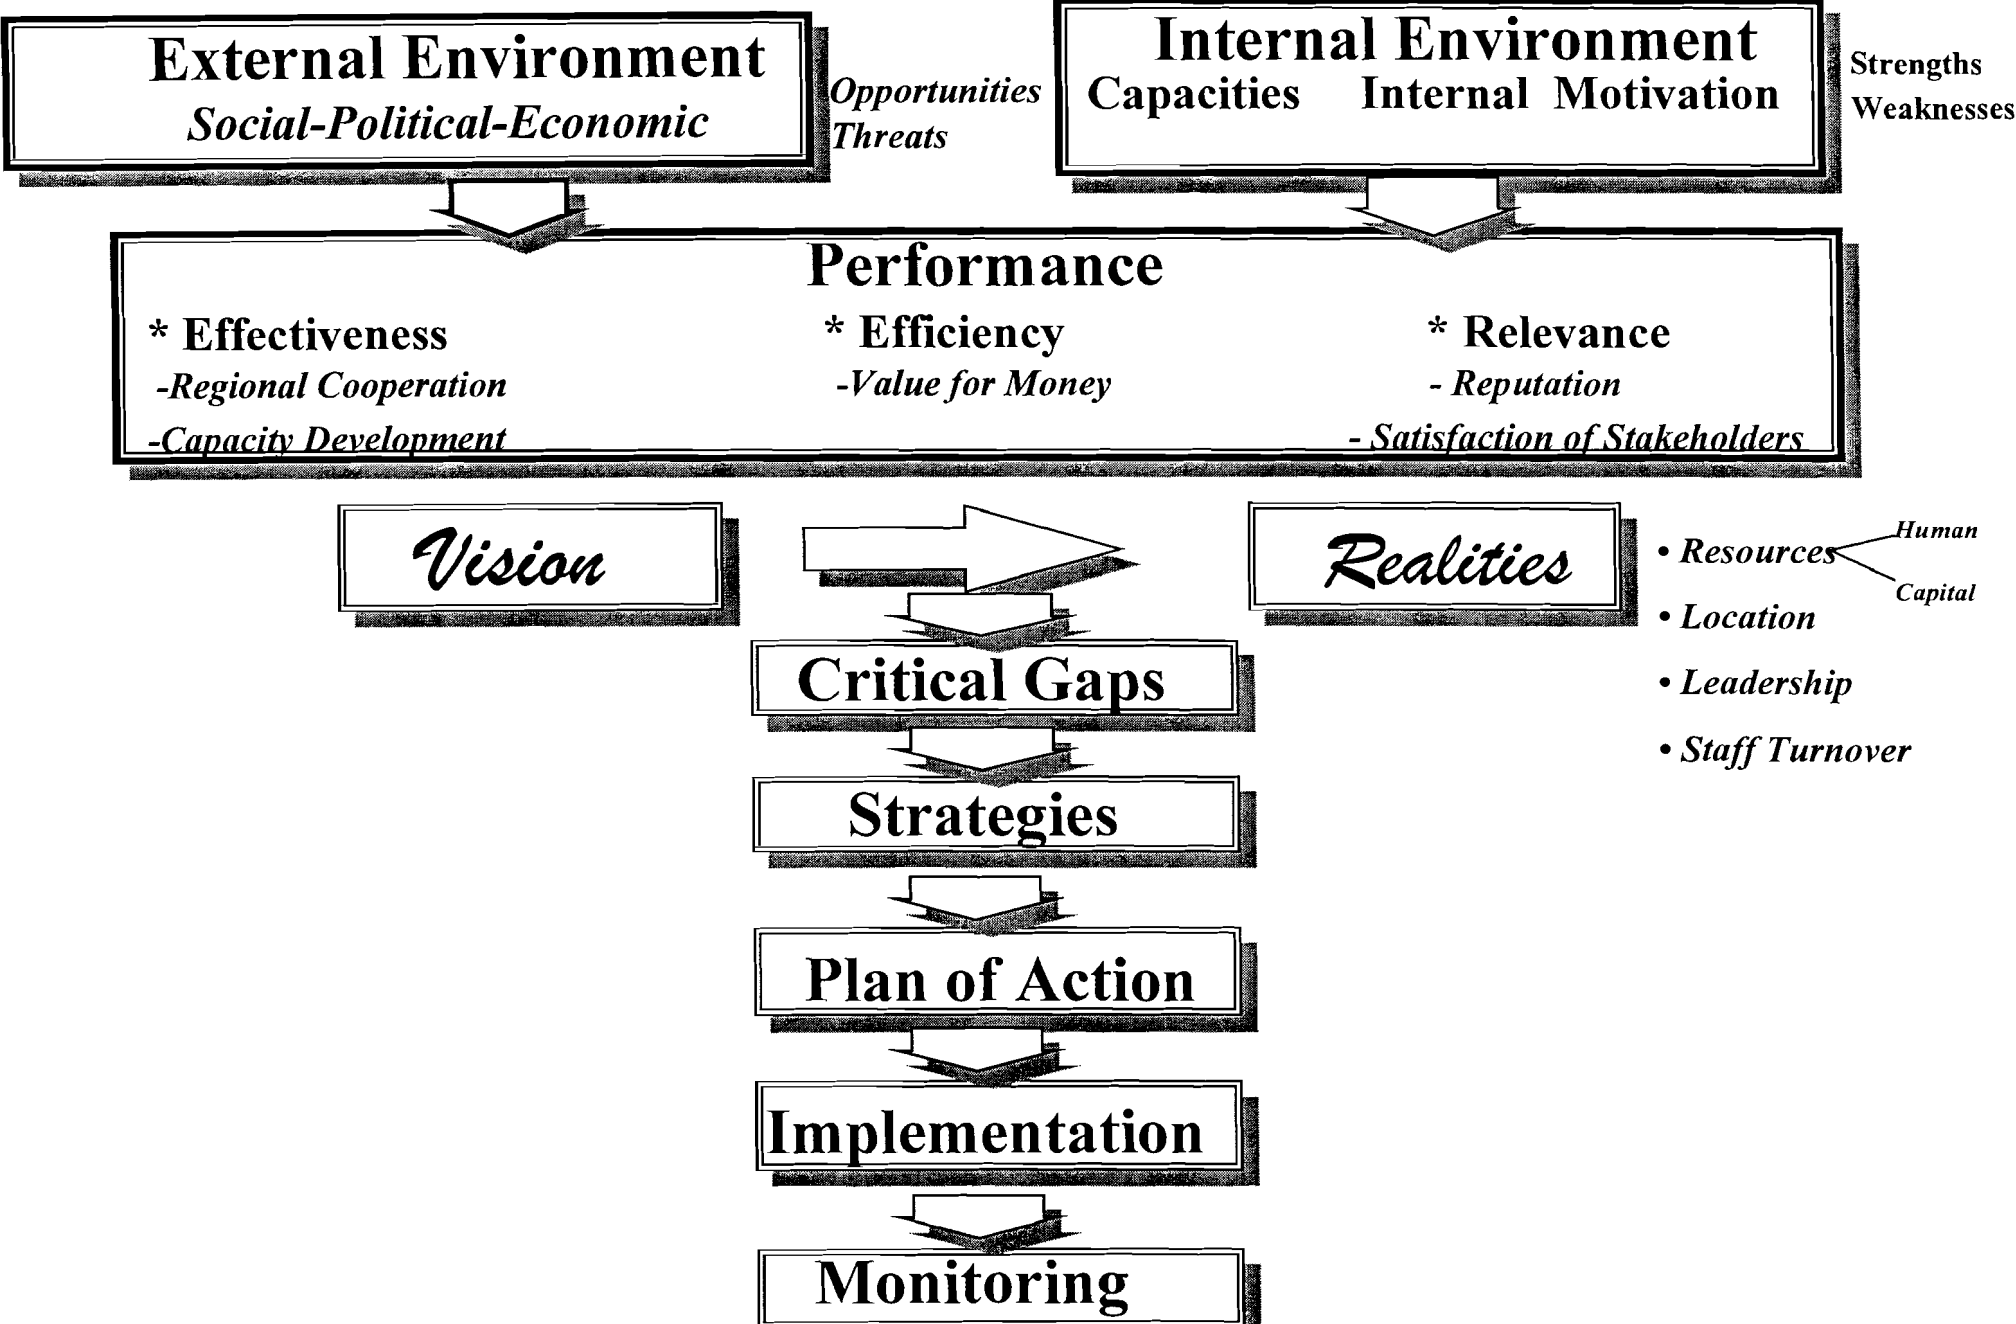 External Environment
Social-Political-Economic
Opportunities
Threats
Internal Environment
Capacities Internal Motivation
Strengths
Weaknesses
Performance
* Effectiveness
-Regional Cooperation
-Capacity Development
* Efficiency
-Value for Money
* Relevance
- Reputation
- Satisfaction of Stakeholders
Vision
Realities
• Resources
Human
Capital
• Location
• Leadership
• Staff Turnover
Critical Gaps
Strategies
Plan of Action
Implementation
Monitoring